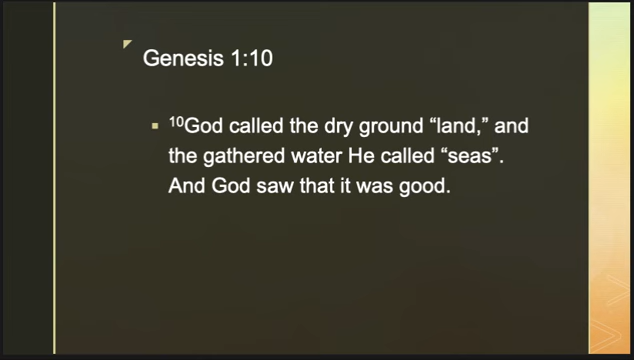 Genesis 1:10
▪ ¹⁰God called the dry ground “land,” and
the gathered water He called “seas”.
And God saw that it was good.